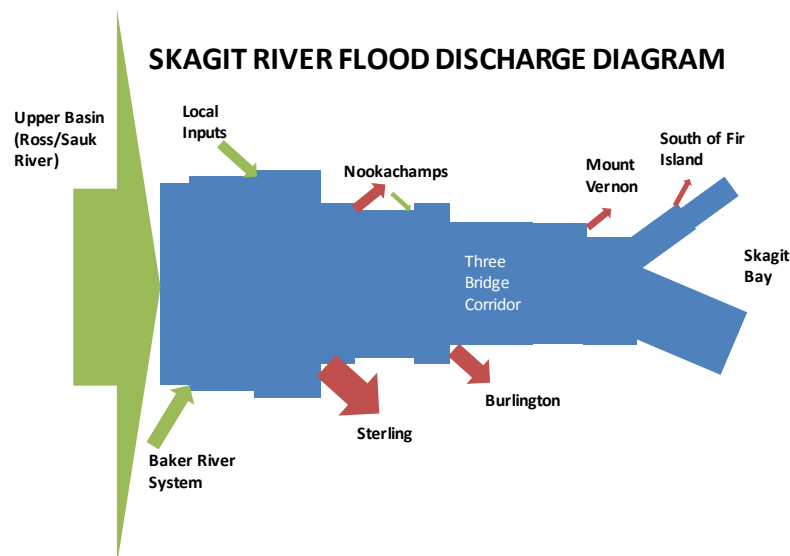 SKAGIT RIVER FLOOD DISCHARGE DIAGRAM
Upper Basin
(Ross/Sauk
River)
Local
Inputs
Nookachamps
Mount
Vernon
South of Fir
Island
Three
Bridge
Corridor
Skagit
Bay
Burlington
Sterling
Baker River
System